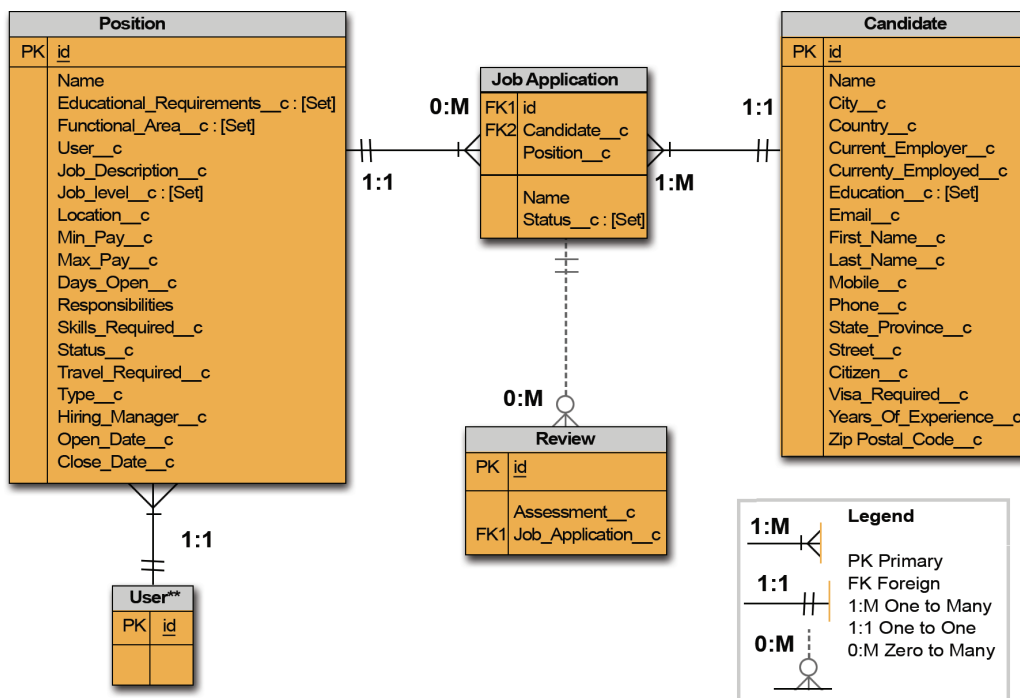 Position
PK id
Name
Educational_Requirements__c : [Set]
Functional_Area__c : [Set]
User__c
Job_Description__c
Job_level__c : [Set]
Location__c
Min_Pay__c
Max_Pay__c
Days_Open__c
Responsibilities
Skills_Required__c
Status__c
Travel_Required__c
Type__c
Hiring_Manager__c
Open_Date__c
Close_Date__c
0:M
1:1
Job Application
FK1 id
FK2 Candidate__c
Position__c
Name
Status__c : [Set]
1:1
1:M
Candidate
PK id
Name
City__c
Country__c
Current_Employer__c
Currenty_Employed__c
Education__c : [Set]
Email__c
First_Name__c
Last_Name__c
Mobile__c
Phone__c
State_Province__c
Street__c
Citizen__c
Visa_Required__c
Years_Of_Experience__c
Zip Postal_Code__c
0:M
Review
PK id
Assessment__c
FK1 Job_Application__c
1:1
User**
PK id
Legend
1:M
1:1
0:M
PK Primary
FK Foreign
1:M One to Many
1:1 One to One
0:M Zero to Many